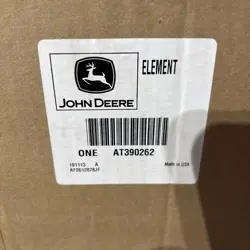 ELEMENT
JOHN DEERE
ONE AT390262
Made in USA